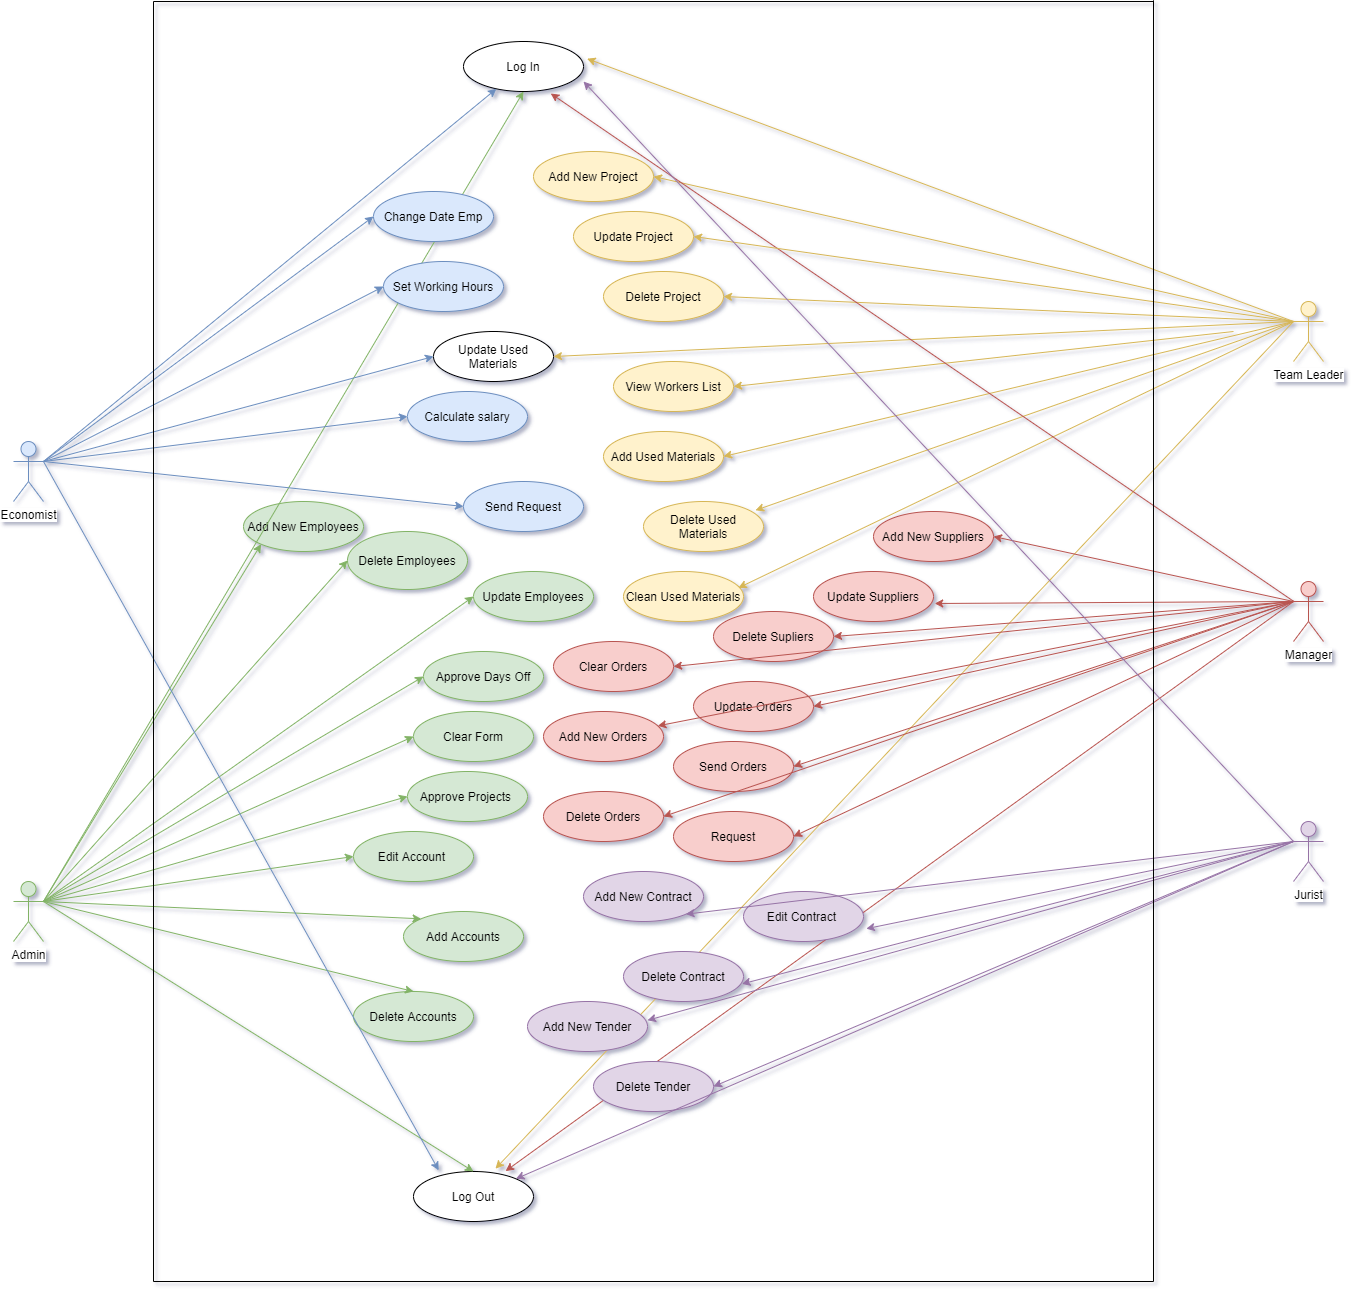 Log In
Add New Project
Change Date Emp
Update Project
Set Working Hours
Delete Project
Update Used
Materials
Team Leader
View Workers List
Calculate salary
Add Used Materials
Send Request
Economist
Delete Used
Materials
Add New Employees
Add New Suppliers
Delete Employees
Update Employees
Clean Used Materials
Update Suppliers
Delete Supliers
Manager
Clear Orders
Approve Days Off
Update Orders
Clear Form
Add New Orders
Send Orders
Approve Projects
Delete Orders
Request
Edit Account
Add New Contract
Jurist
Edit Contract
Add Accounts
Admin
Delete Contract
Delete Accounts
Add New Tender
Delete Tender
Log Out